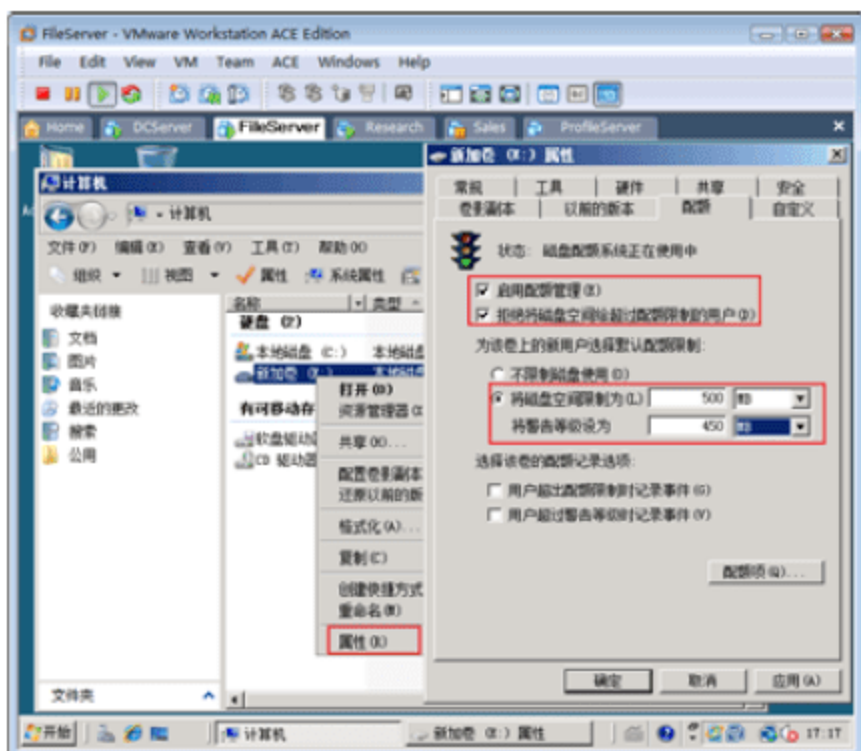 FileServer - VMware Workstation ACE Edition
File Edit View VM Team ACE Windows Help
Home DCServer FileServer Research Sales ProfileServer
计算机
计算机
文件(F) 编辑(E) 查看(V) 工具(T) 帮助(H)
组织 视图 属性 系统属性
收藏夹链接
文档
图片
音乐
最近的更改
搜索
公用
文件夹
名称 类型
硬盘 (2)
本地磁盘 (C:) 本地磁盘
新加卷 本地磁盘
有可移动存
软盘驱动
CD 驱动器
打开(O)
资源管理器
共享(H)...
配置卷影副本
还原以前的版
格式化(A)...
复制(C)
创建快捷方式
重命名(M)
属性(R)
新加卷 (E:) 属性
常规 工具 硬件 共享 安全
卷影副本 以前的版本 配额 自定义
状态: 磁盘配额系统正在使用中
启用配额管理(E)
拒绝将磁盘空间给超过配额限制的用户(D)
为该卷上的新用户选择默认配额限制:
不限制磁盘使用(O)
将磁盘空间限制为(L) 500 MB
将警告等级设为 450 MB
选择该卷的配额记录选项:
用户超出配额限制时记录事件(G)
用户超过警告等级时记录事件(V)
配额项(Q)...
确定 取消 应用(A)
开始 计算机 新加卷 (E:) 属性 17:17